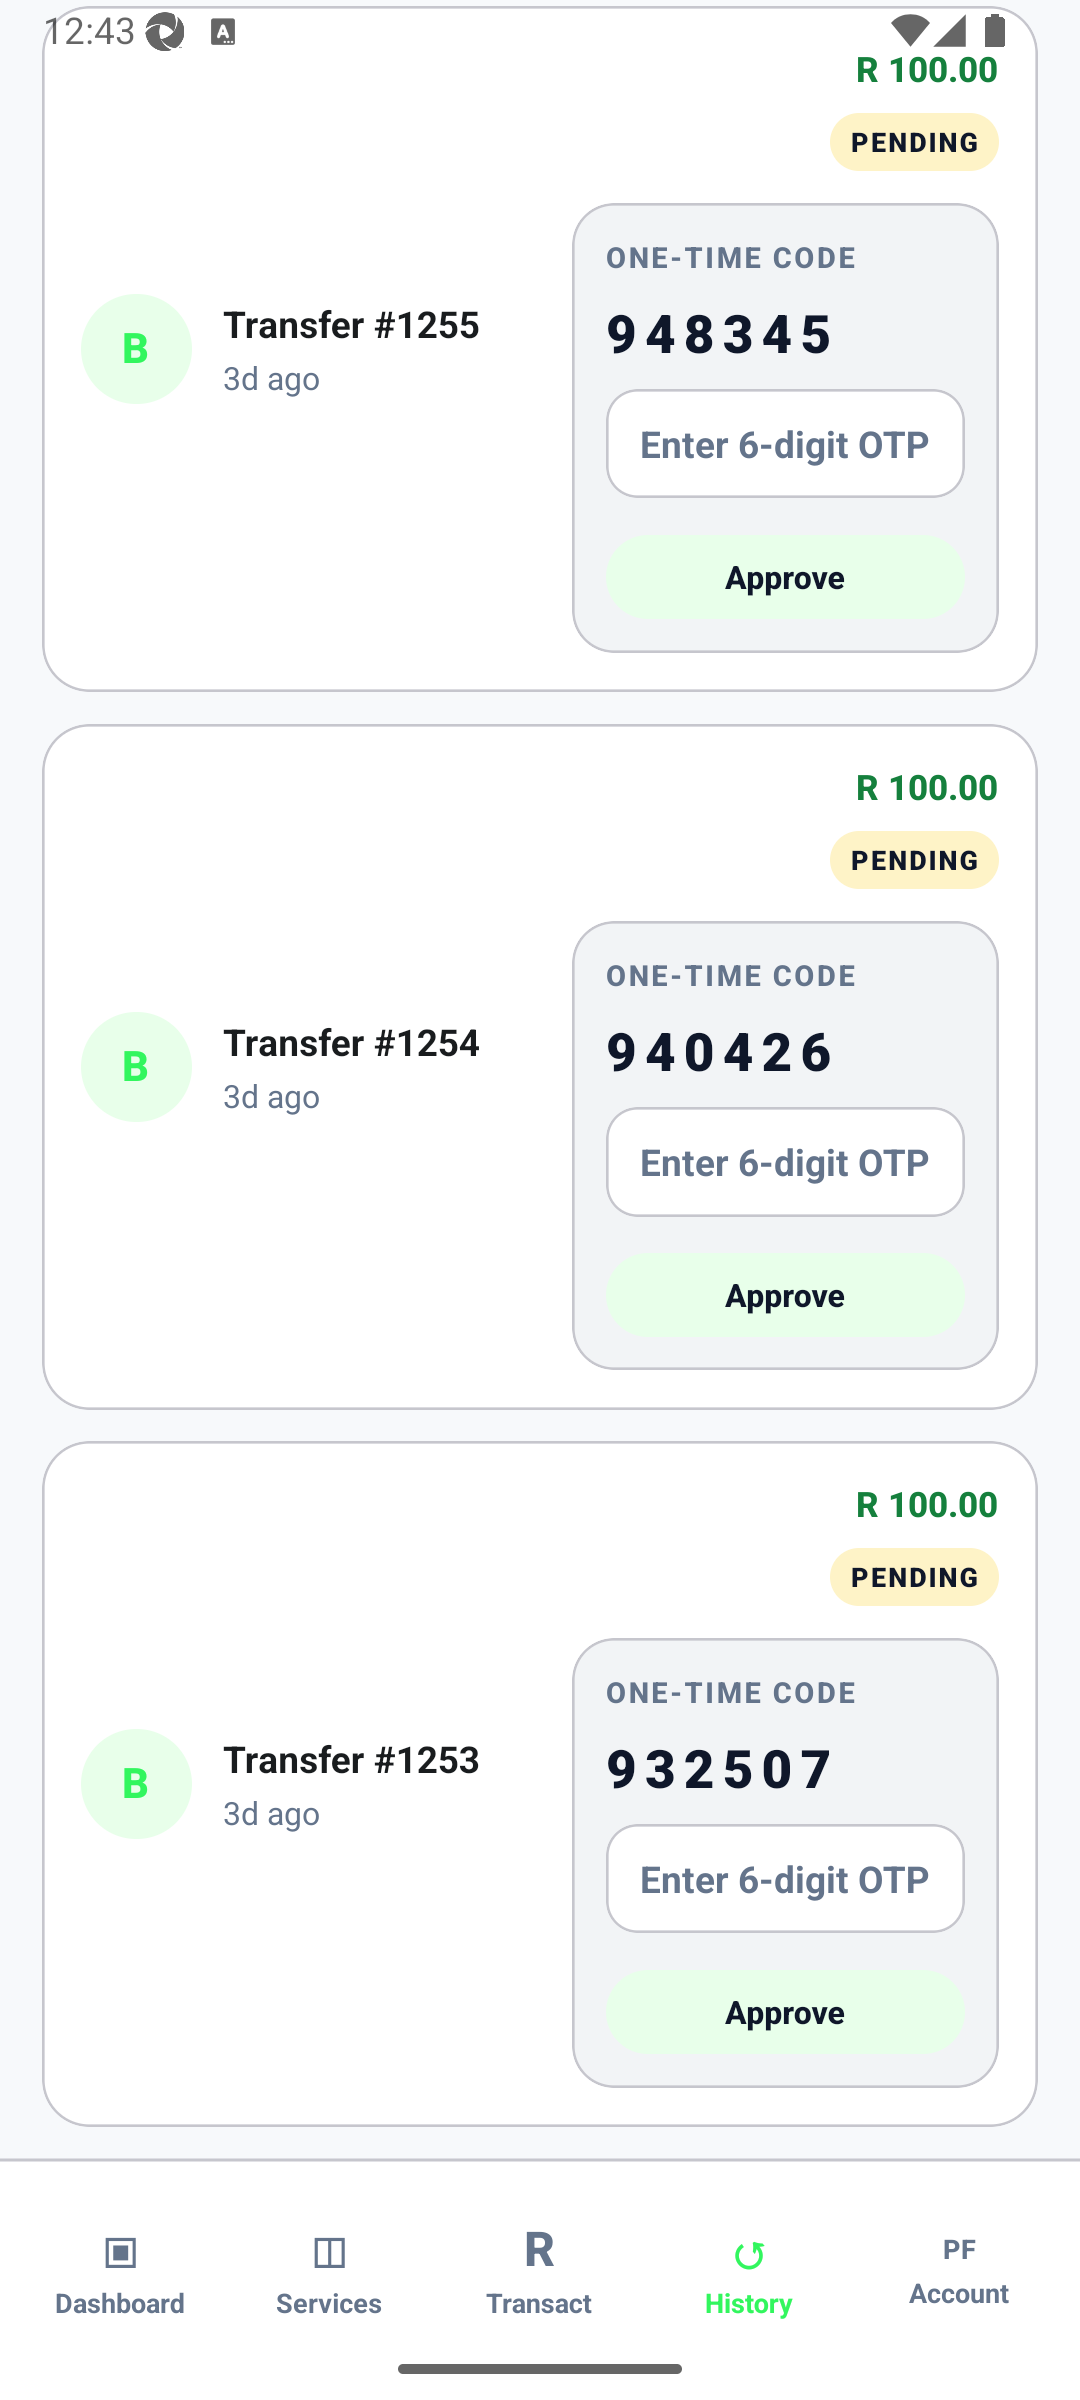 12:43
R 100.00
PENDING
ONE-TIME CODE
948345
B
Transfer #1255
3d ago
Enter 6-digit OTP
Approve
R 100.00
PENDING
ONE-TIME CODE
940426
B
Transfer #1254
3d ago
Enter 6-digit OTP
Approve
R 100.00
PENDING
ONE-TIME CODE
932507
B
Transfer #1253
3d ago
Enter 6-digit OTP
Approve
R
PF
Dashboard
Services
Transact
History
Account